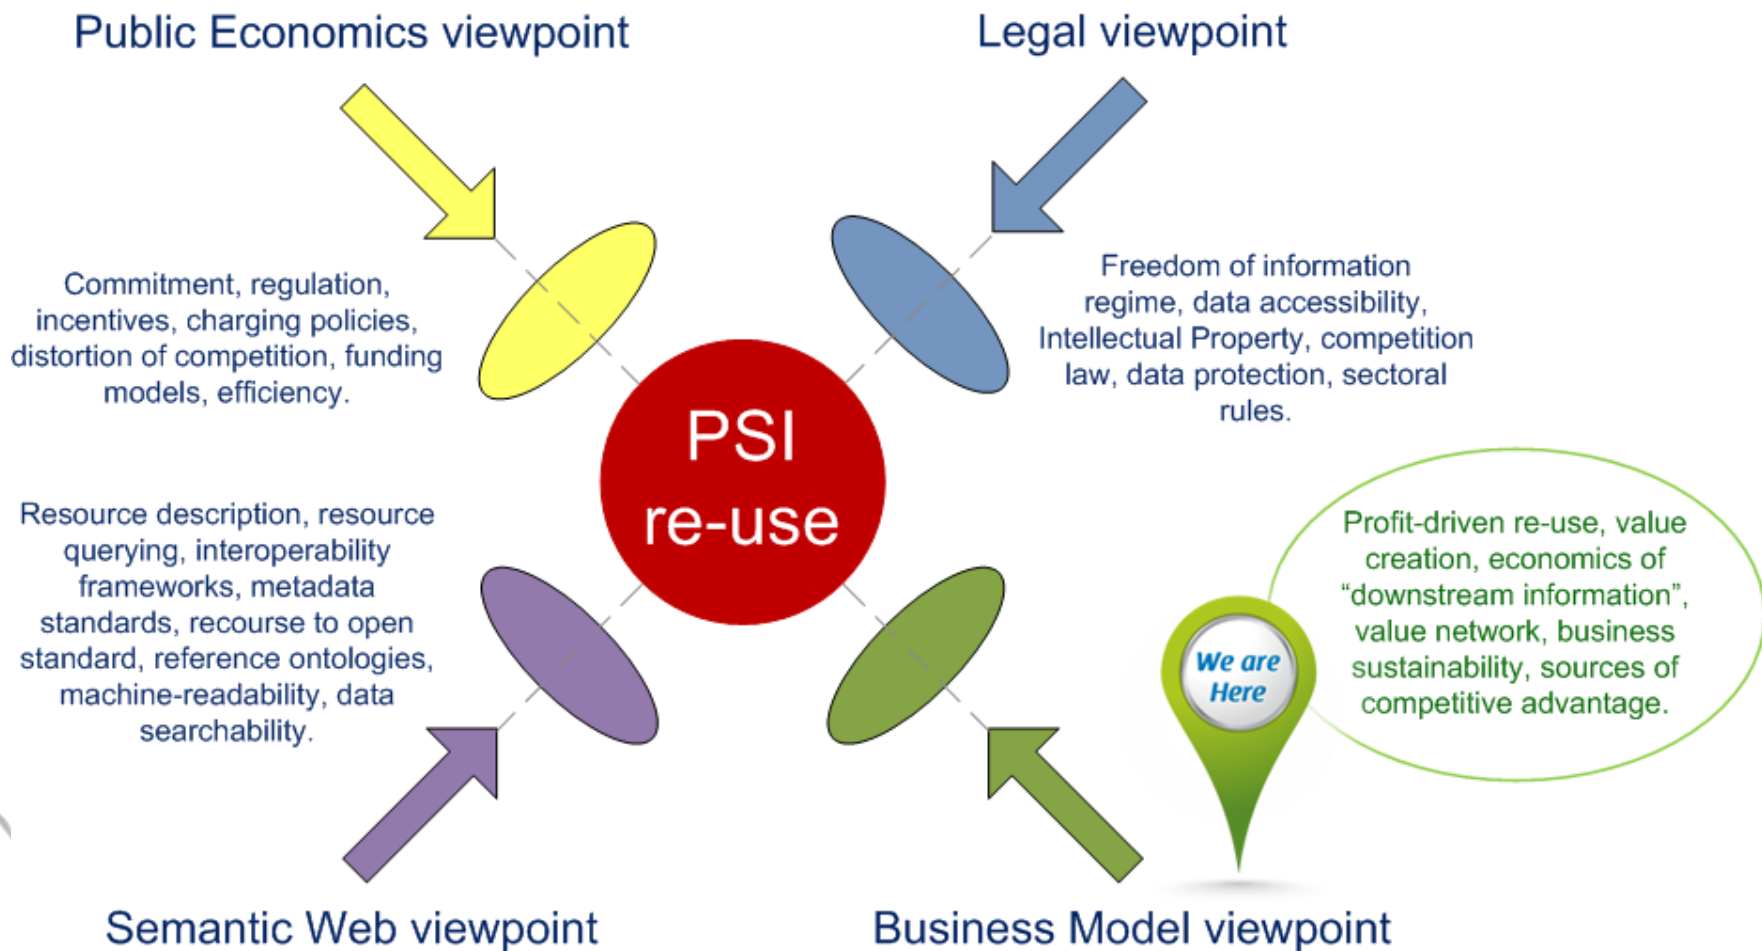 Public Economics viewpoint
Legal viewpoint
Commitment, regulation,
incentives, charging policies,
distortion of competition, funding
models, efficiency.
Freedom of information
regime, data accessibility,
Intellectual Property, competition
law, data protection, sectoral
rules.
PSI
re-use
Resource description, resource
querying, interoperability
frameworks, metadata
standards, recourse to open
standard, reference ontologies,
machine-readability, data
searchability.
Profit-driven re-use, value
creation, economics of
“downstream information”,
value network, business
sustainability, sources of
competitive advantage.
We are
Here
Semantic Web viewpoint
Business Model viewpoint